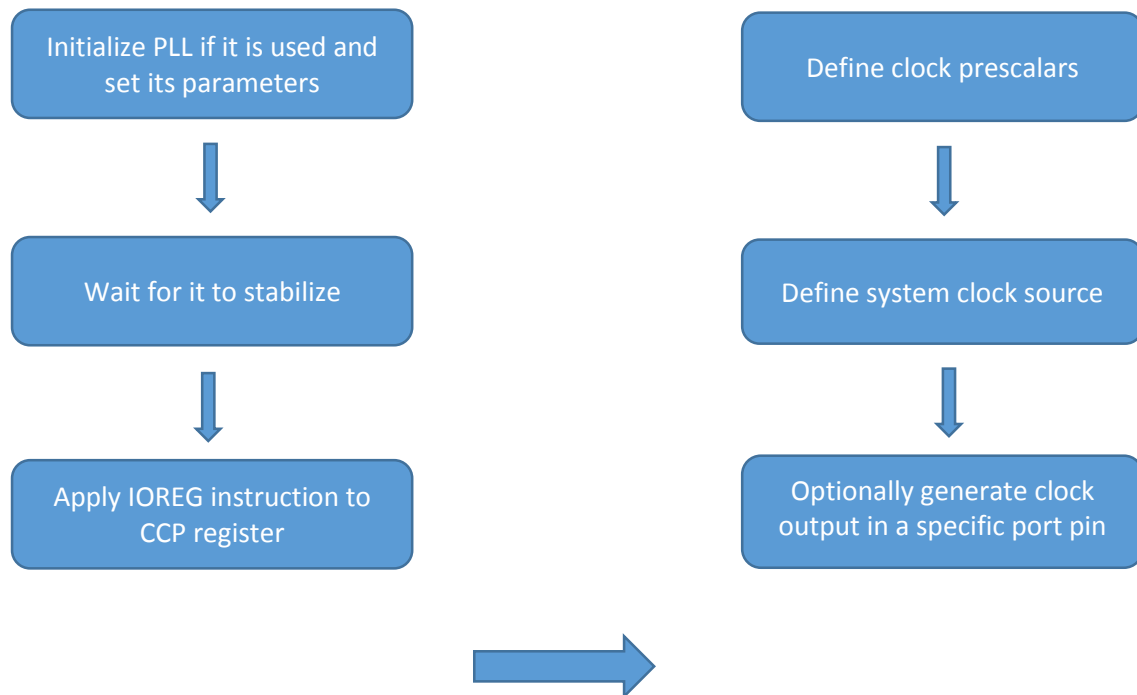 Initialize PLL if it is used and
set its parameters
Wait for it to stabilize
Apply IOREG instruction to
CCP register
Define clock prescalars
Define system clock source
Optionally generate clock
output in a specific port pin